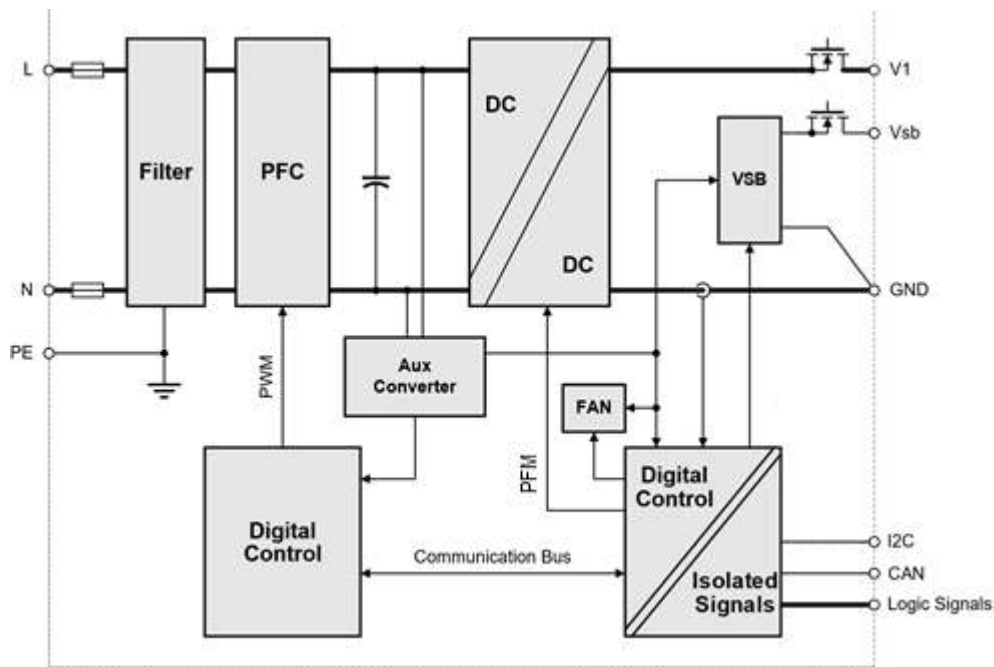 L
V1
DC
Vsb
Filter
PFC
VSB
DC
N
GND
PE
PWM
Aux
Converter
FAN
PFM
Digital
Control
Digital
Control
I2C
Communication Bus
CAN
Isolated
Signals
Logic Signals